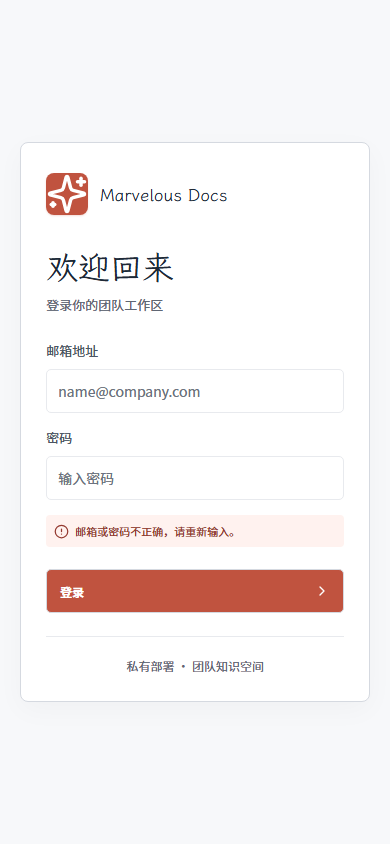 Marvelous Docs
欢迎回来
登录你的团队工作区
邮箱地址
name@company.com
密码
输入密码
邮箱或密码不正确，请重新输入。
登录
私有部署 · 团队知识空间